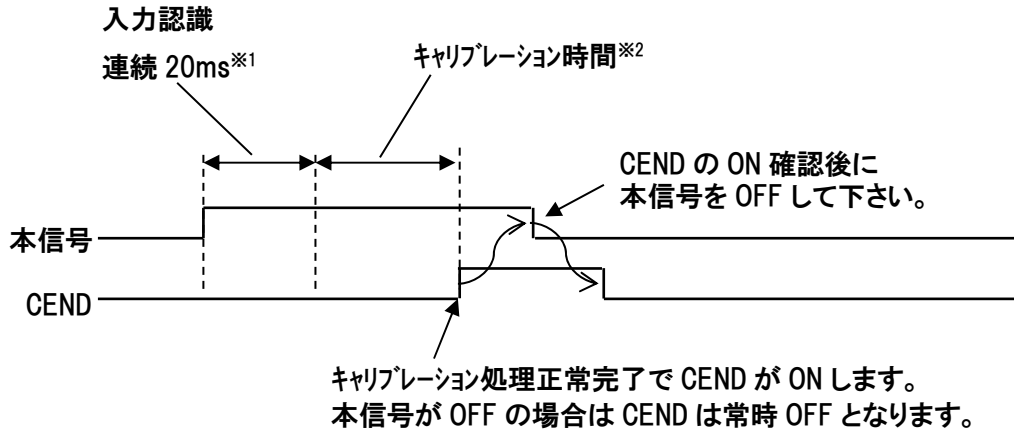 入力認識
連続 20ms※1
キャリブレーション時間※2
CEND の ON 確認後に
本信号を OFF して下さい。
本信号
CEND
キャリブレーション処理正常完了で CEND が ON します。
本信号が OFF の場合は CEND は常時 OFF となります。